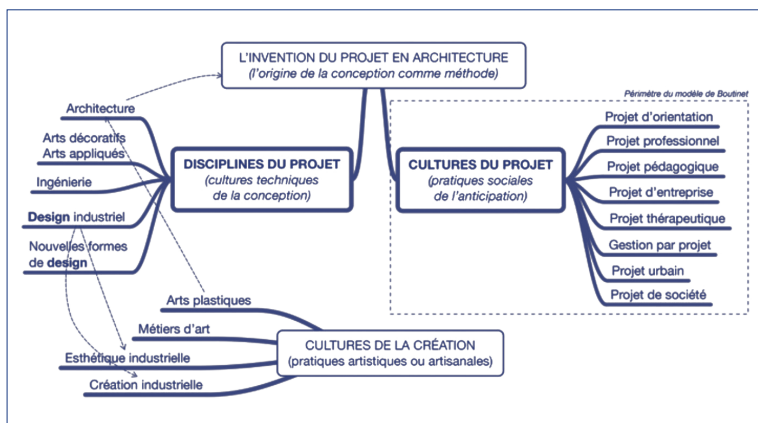 L'INVENTION DU PROJET EN ARCHITECTURE
(l'origine de la conception comme méthode)
Périmètre du modèle de Boutinet
Architecture
Arts décoratifs
Arts appliqués
Ingénierie
Design industriel
Nouvelles formes
de design
DISCIPLINES DU PROJET
(cultures techniques
de la conception)
CULTURES DU PROJET
(pratiques sociales
de l'anticipation)
Projet d'orientation
Projet professionnel
Projet pédagogique
Projet d'entreprise
Projet thérapeutique
Gestion par projet
Projet urbain
Projet de société
Arts plastiques
Métiers d'art
Esthétique industrielle
Création industrielle
CULTURES DE LA CRÉATION
(pratiques artistiques ou artisanales)